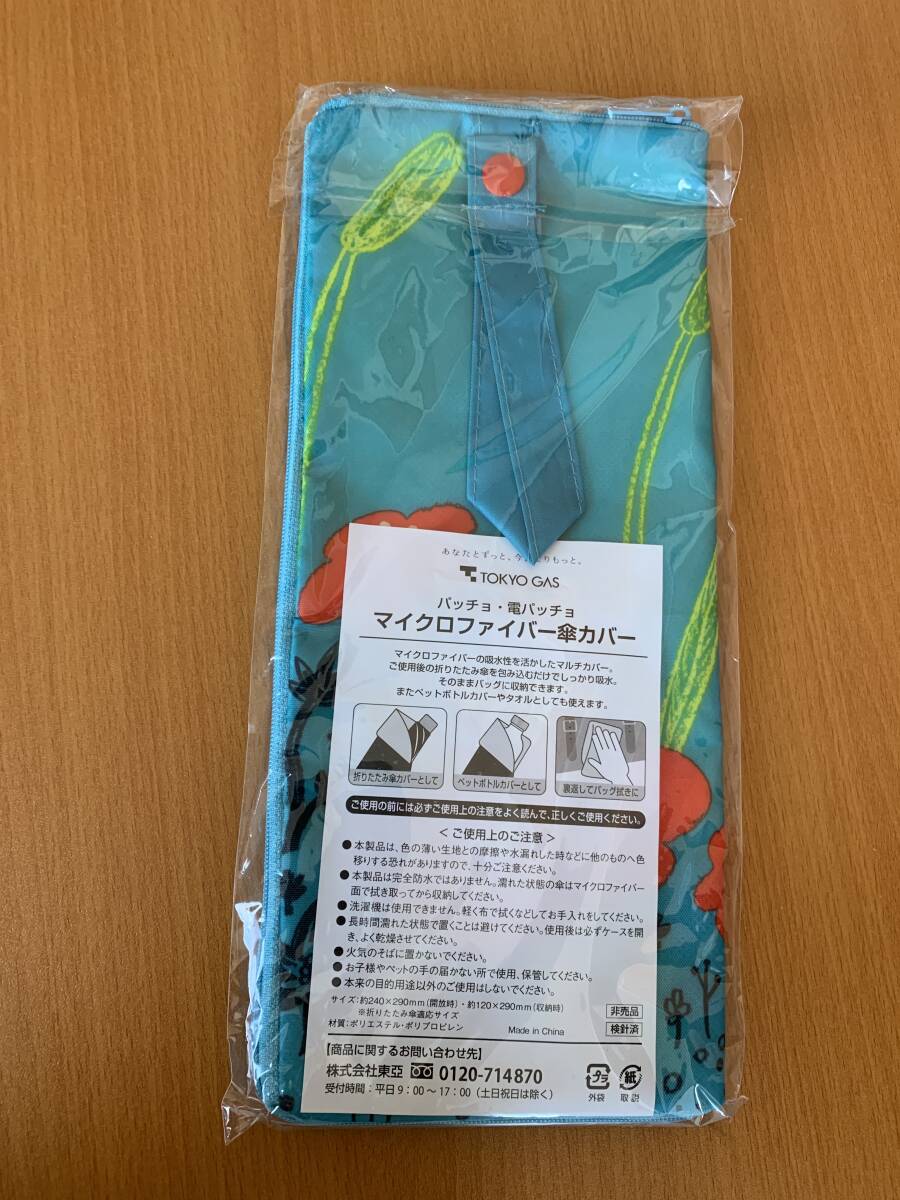 あなたとずっと、今よりもっと。
TOKYO GAS
パッチョ・電パッチョ
マイクロファイバー傘カバー
マイクロファイバーの吸水性を活かしたマルチカバー。
ご使用後の折りたたみ傘を包み込むだけでしっかり吸水。
そのままバッグに収納できます。
またペットボトルカバーやタオルとしても使えます。
折りたたみ傘カバーとして
ペットボトルカバーとして
裏返してバッグ拭きに
ご使用の前には必ずご使用上の注意をよく読んで、正しくご使用ください。
＜ご使用上のご注意＞
●本製品は、色の薄い生地との摩擦や水漏れした時などに他のものへ色
移りする恐れがありますので、十分ご注意ください。
●本製品は完全防水ではありません。濡れた状態の傘はマイクロファイバー
面で拭き取ってから収納してください。
●洗濯機は使用できません。軽く布で拭くなどしてお手入れをしてください。
●長時間濡れた状態で置くことは避けてください。使用後は必ずケースを開
き、よく乾燥させてください。
●火気のそばに置かないでください。
●お子様やペットの手の届かない所で使用、保管してください。
●本来の目的用途以外のご使用はしないでください。
サイズ：約240×290mm（開放時）・約120×290mm（収納時）
※折りたたみ傘適応サイズ
材質：ポリエステル・ポリプロピレン
Made in China
非売品
検針済
【商品に関するお問い合わせ先】
株式会社東亞 0120-714870
受付時間：平日9：00～17：00（土日祝日は除く）
プラ
外袋
紙
取説